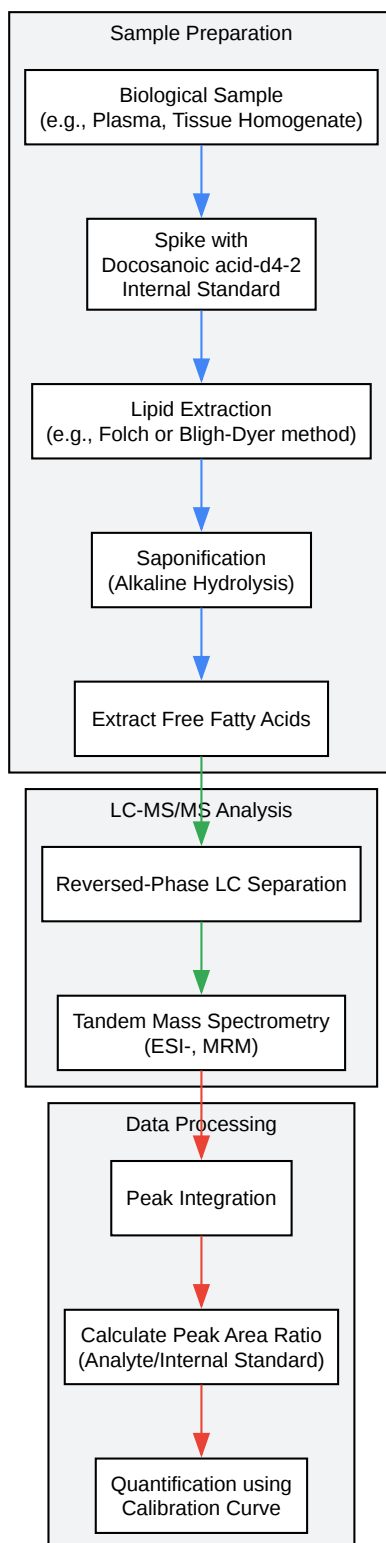 Sample Preparation
Biological Sample
(e.g., Plasma, Tissue Homogenate)
Spike with
Docosanoic acid-d4-2
Internal Standard
Lipid Extraction
(e.g., Folch or Bligh-Dyer method)
Saponification
(Alkaline Hydrolysis)
Extract Free Fatty Acids
LC-MS/MS Analysis
Reversed-Phase LC Separation
Tandem Mass Spectrometry
(ESI-, MRM)
Data Processing
Peak Integration
Calculate Peak Area Ratio
(Analyte/Internal Standard)
Quantification using
Calibration Curve